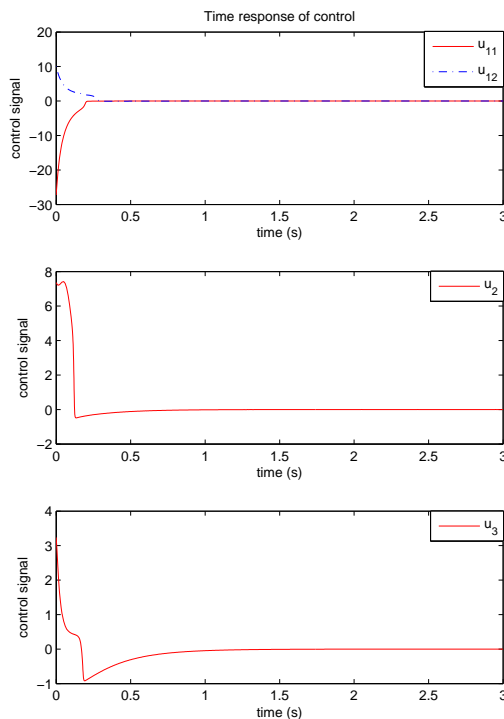 Time response of control
20
10
0
−10
−20
−30
0 0.5 1 1.5 2 2.5 3
time (s)
control signal
u11
u12
8
6
4
2
0
−2
0 0.5 1 1.5 2 2.5 3
time (s)
control signal
u2
4
3
2
1
0
−1
0 0.5 1 1.5 2 2.5 3
time (s)
control signal
u3